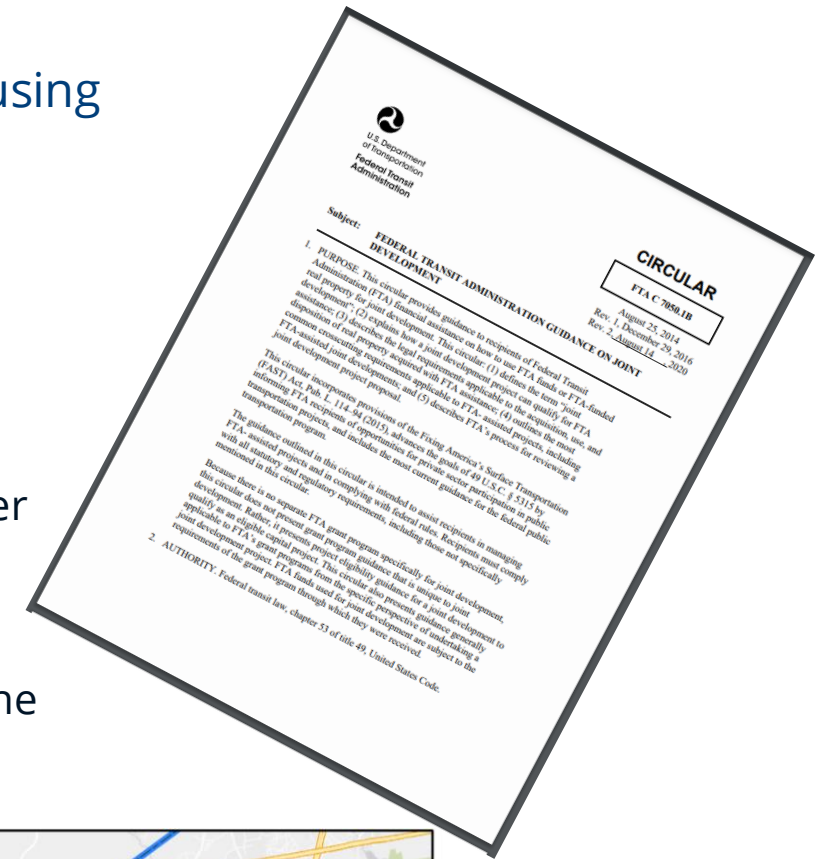 using
U.S. Department
of Transportation
Federal Transit
Administration
CIRCULAR
FTA C 7050.1B
August 25, 2014
Rev. 1, December 29, 2016
Rev. 2, August 14 2020
Subject: FEDERAL TRANSIT ADMINISTRATION GUIDANCE ON JOINT
DEVELOPMENT
1. PURPOSE. This circular provides guidance to recipients of Federal Transit
Administration (FTA) financial assistance on how to use FTA funds or FTA-funded
real property for joint development. This circular: (1) defines the term "joint
development"; (2) explains how a joint development project can qualify for FTA
assistance; (3) describes the legal requirements applicable to the acquisition, use, and
disposition of real property acquired with FTA assistance; (4) outlines the most
common crosscutting requirements applicable to FTA-assisted projects, including
FTA-assisted joint developments; and (5) describes FTA's process for reviewing a
joint development project proposal.
This circular incorporates provisions of the Fixing America's Surface Transportation
(FAST) Act, Pub. L. 114-94 (2015), advances the goals of 49 U.S.C. § 5315 by
informing FTA recipients of opportunities for private sector participation in public
transportation projects, and includes the most current guidance for the federal public
transportation program.
The guidance outlined in this circular is intended to assist recipients in managing
FTA- assisted projects and in complying with federal rules. Recipients must comply
with all statutory and regulatory requirements, including those not specifically
mentioned in this circular.
Because there is no separate FTA grant program specifically for joint development,
this circular does not present grant program guidance that is unique to joint
development. Rather, it presents project eligibility guidance for a joint development to
qualify as an eligible capital project. This circular also presents guidance generally
applicable to FTA's grant programs from the specific perspective of undertaking a
joint development project. FTA funds used for joint development are subject to the
requirements of the grant program through which they were received.
2. AUTHORITY. Federal transit law, chapter 53 of title 49, United States Code.
er
ne